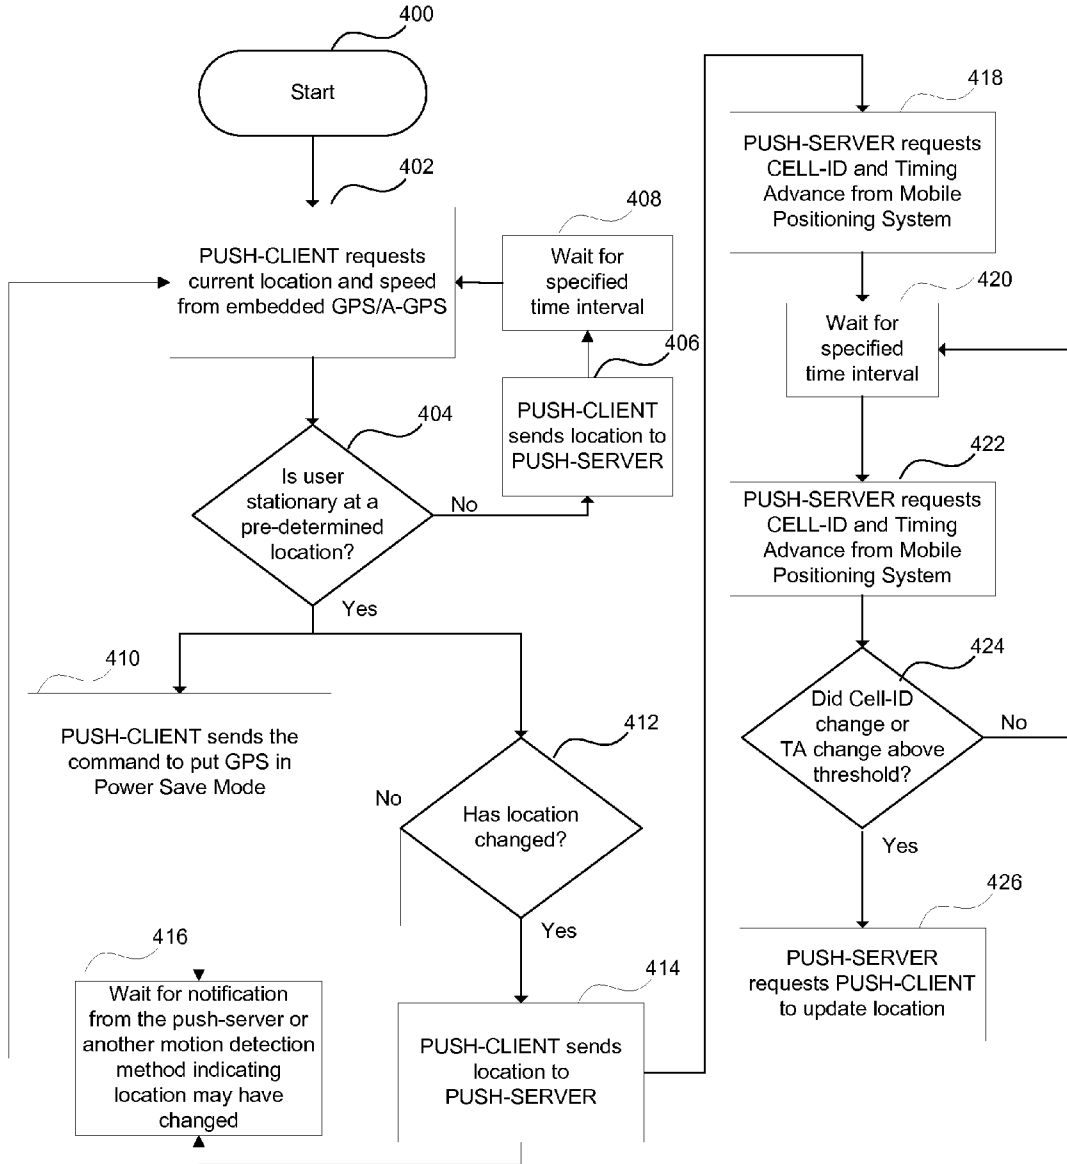 400
Start
402
PUSH-CLIENT requests
current location and speed
from embedded GPS/A-GPS
408
Wait for
specified
time interval
406
PUSH-CLIENT
sends location to
PUSH-SERVER
404
Is user
stationary at a
pre-determined
location?
No
Yes
410
PUSH-CLIENT sends the
command to put GPS in
Power Save Mode
412
Has location
changed?
No
Yes
414
PUSH-CLIENT sends
location to
PUSH-SERVER
416
Wait for notification
from the push-server or
another motion detection
method indicating
location may have
changed
418
PUSH-SERVER requests
CELL-ID and Timing
Advance from Mobile
Positioning System
420
Wait for
specified
time interval
422
PUSH-SERVER requests
CELL-ID and Timing
Advance from Mobile
Positioning System
424
Did Cell-ID
change or
TA change above
threshold?
No
Yes
426
PUSH-SERVER
requests PUSH-CLIENT
to update location